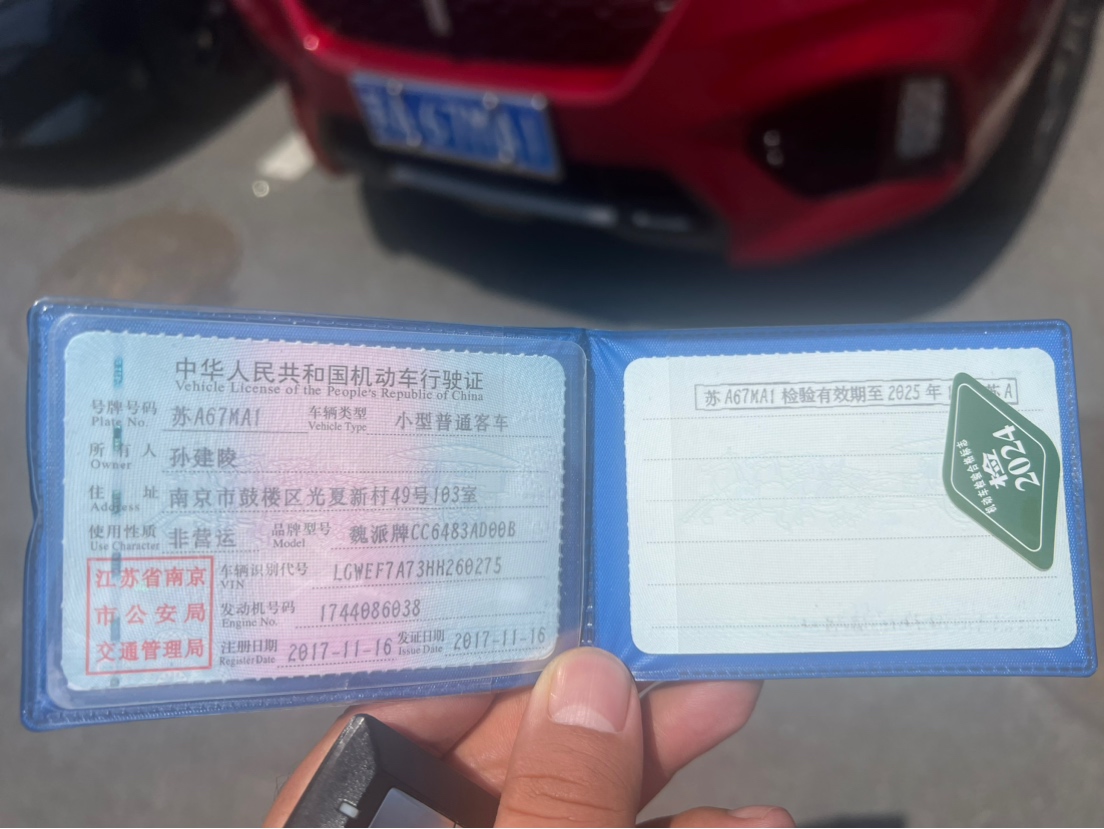 中华人民共和国机动车行驶证
Vehicle License of the People's Republic of China
号牌号码 苏A67MA1 车辆类型 小型普通客车
Plate No. Vehicle Type
所有人 孙建陵
Owner
住址 南京市鼓楼区光夏新村49号103室
Address
使用性质 非营运 品牌型号 魏派牌CC6483AD00B
Use Character Model
江苏省南京
市公安局
交通管理局
车辆识别代号 LGWEF7A73HH260275
VIN
发动机号码 1744086038
Engine No.
注册日期 2017-11-16 发证日期 2017-11-16
Register Date Issue Date
苏A67MA1 检验有效期至 2025 年 苏A
检
2024